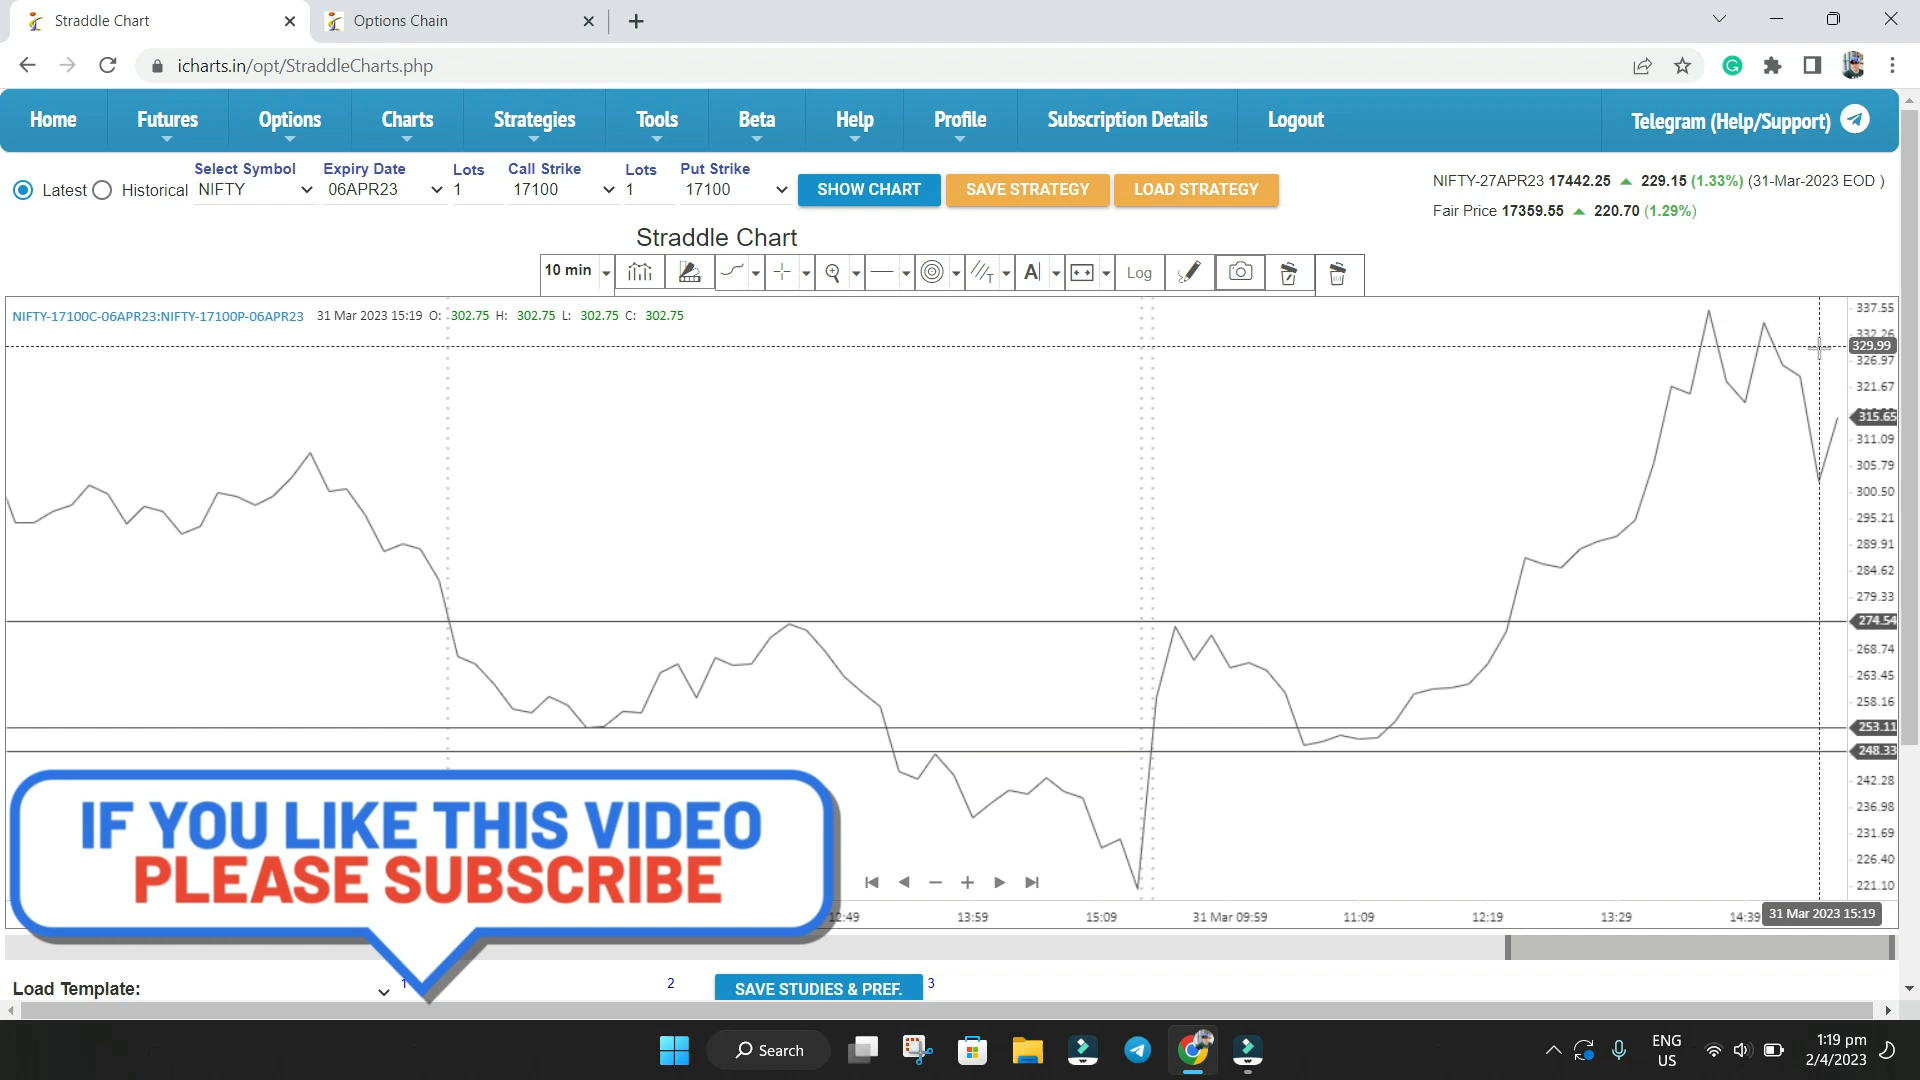 Straddle Chart
Options Chain
icharts.in/opt/StraddleCharts.php
Home Futures Options Charts Strategies Tools Beta Help Profile Subscription Details Logout Telegram (Help/Support)
Select Symbol Expiry Date Lots Call Strike Lots Put Strike
Latest Historical NIFTY 06APR23 1 17100 1 17100 SHOW CHART SAVE STRATEGY LOAD STRATEGY
NIFTY-27APR23 17442.25 229.15 (1.33%) (31-Mar-2023 EOD )
Fair Price 17359.55 220.70 (1.29%)
Straddle Chart
10 min T A Log
NIFTY-17100C-06APR23:NIFTY-17100P-06APR23 31 Mar 2023 15:19 O: 302.75 H: 302.75 L: 302.75 C: 302.75
337.55
332.26
329.99
326.97
321.67
315.65
311.09
305.79
300.50
295.21
289.91
284.62
279.33
274.54
268.74
263.45
258.16
253.11
248.33
242.28
236.98
231.69
226.40
221.10
IF YOU LIKE THIS VIDEO
PLEASE SUBSCRIBE
12:49 13:59 15:09 31 Mar 09:59 11:09 12:19 13:29 14:39 31 Mar 2023 15:19
Load Template: 1 2 SAVE STUDIES & PREF. 3
Search
ENG
US
1:19 pm
2/4/2023